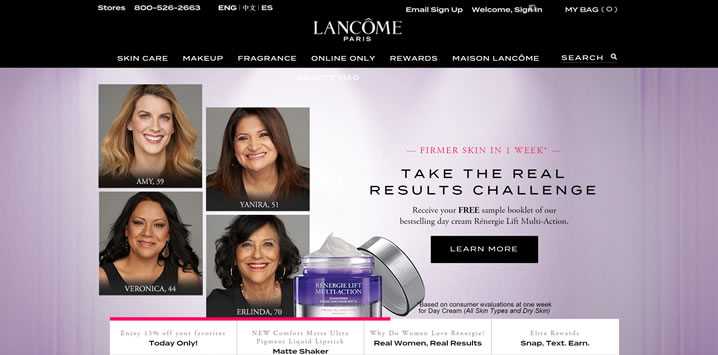 Stores 800-526-2663 ENG | 中文 | ES Email Sign Up Welcome, Sign In MY BAG ( 0 )
LANCÔME
PARIS
SKIN CARE MAKEUP FRAGRANCE ONLINE ONLY REWARDS MAISON LANCÔME SEARCH
BEAUTY MAG
AMY, 39
YANIRA, 51
VERONICA, 44
ERLINDA, 70
— FIRMER SKIN IN 1 WEEK* —
TAKE THE REAL
RESULTS CHALLENGE
Receive your FREE sample booklet of our
bestselling day cream Rénergie Lift Multi-Action.
LEARN MORE
RÉNERGIE LIFT
MULTI-ACTION
SUNSCREEN
Based on consumer evaluations at one week
for Day Cream (All Skin Types and Dry Skin)
Enjoy 15% off your favorites
Today Only!
NEW Comfort Matte Ultra
Pigment Liquid Lipstick
Matte Shaker
Why Do Women Love Rénergie?
Real Women, Real Results
Elite Rewards
Snap. Text. Earn.